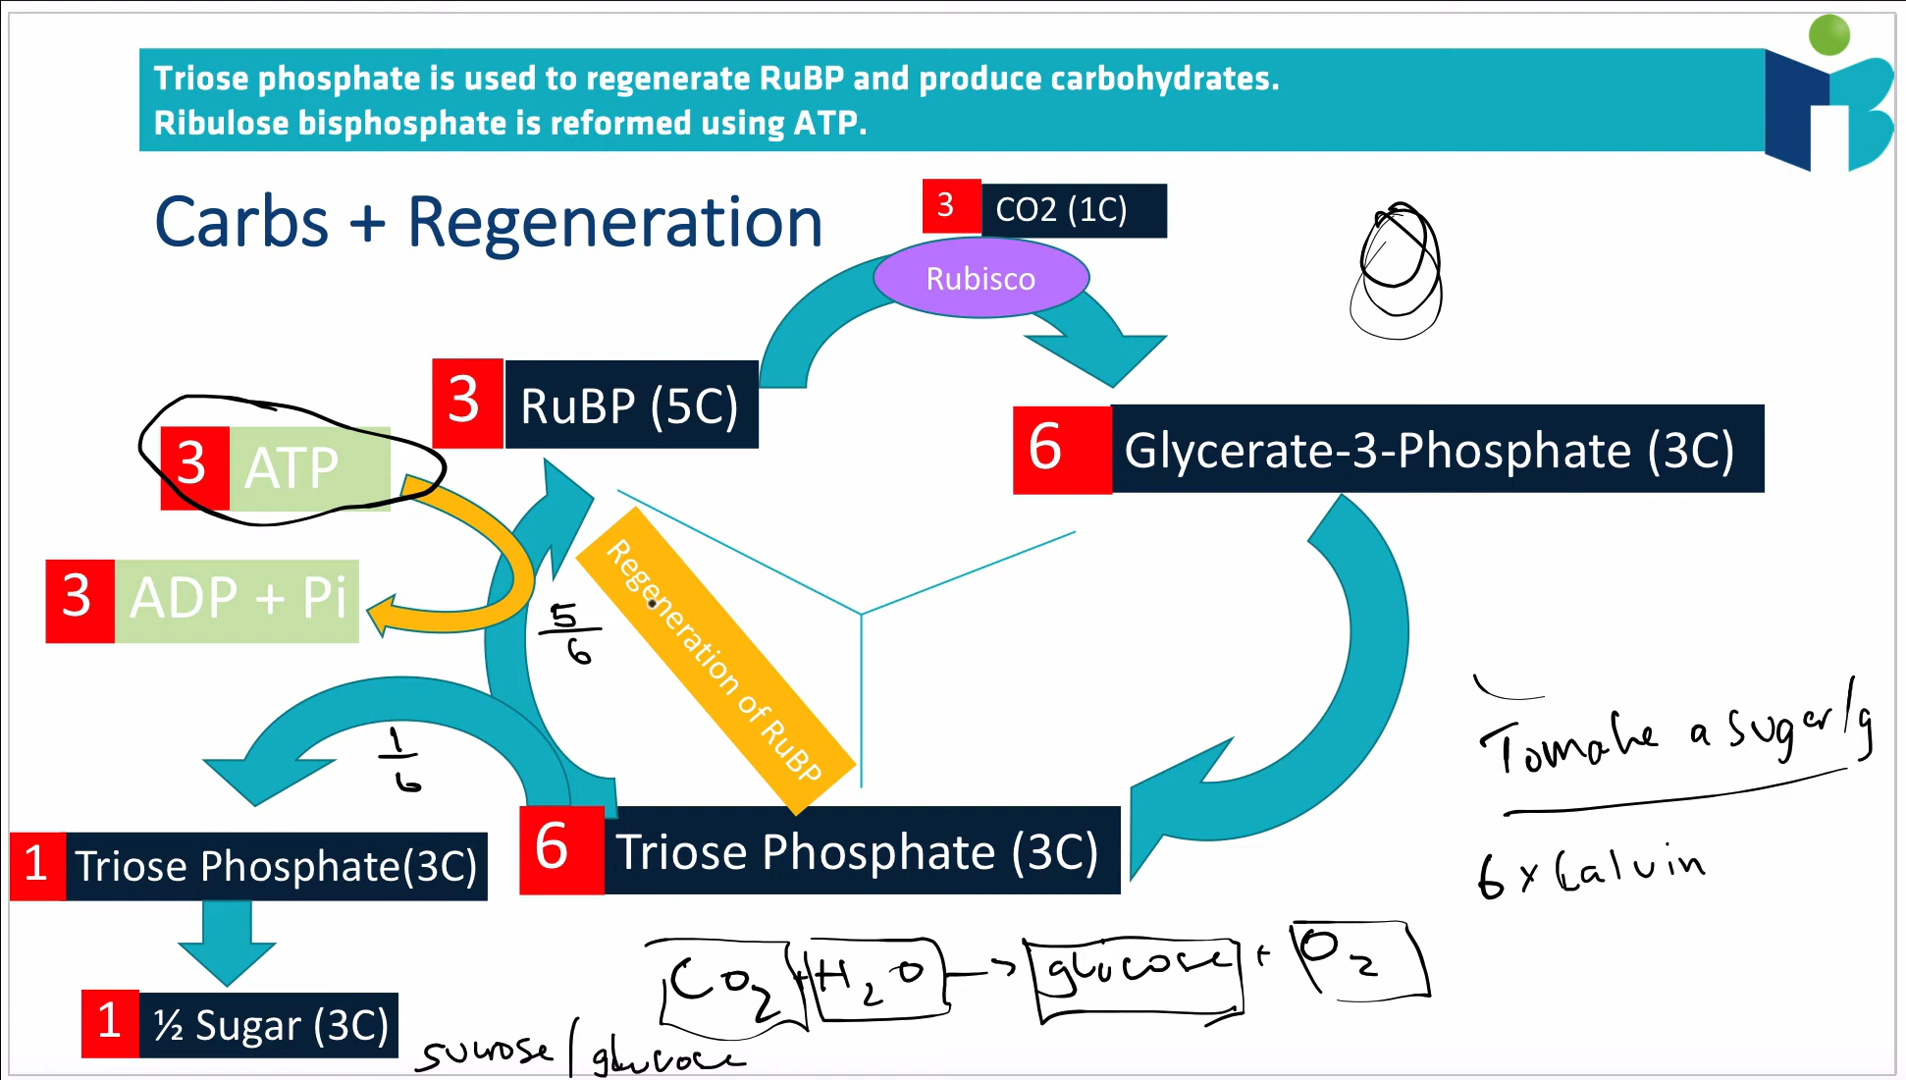 Triose phosphate is used to regenerate RuBP and produce carbohydrates.
Ribulose bisphosphate is reformed using ATP.
Carbs + Regeneration
3 CO2 (1C)
Rubisco
3 RuBP (5C)
6 Glycerate-3-Phosphate (3C)
3 ATP
3 ADP + Pi
5/6
Regeneration of RuBP
1/6
To make a sugar/g
6 x Calvin
6 Triose Phosphate (3C)
1 Triose Phosphate(3C)
CO2 + H2O → glucose + O2
1 ½ Sugar (3C)
sucrose / glucose